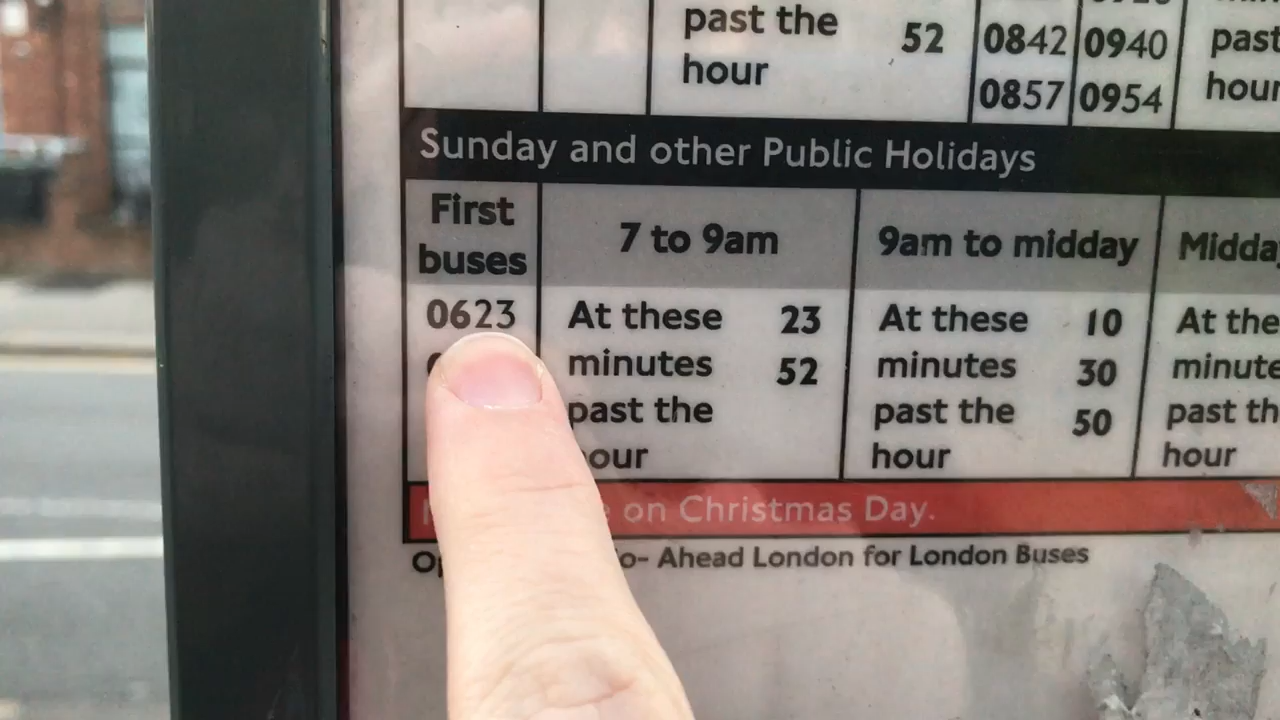 past the
hour
52
0842
0857
0940
0954
past
hour
Sunday and other Public Holidays
First
buses
0623
7 to 9am
At these
minutes
past the
23
52
9am to midday
At these
minutes
past the
hour
10
30
50
on Christmas Day.
Ahead London for London Buses